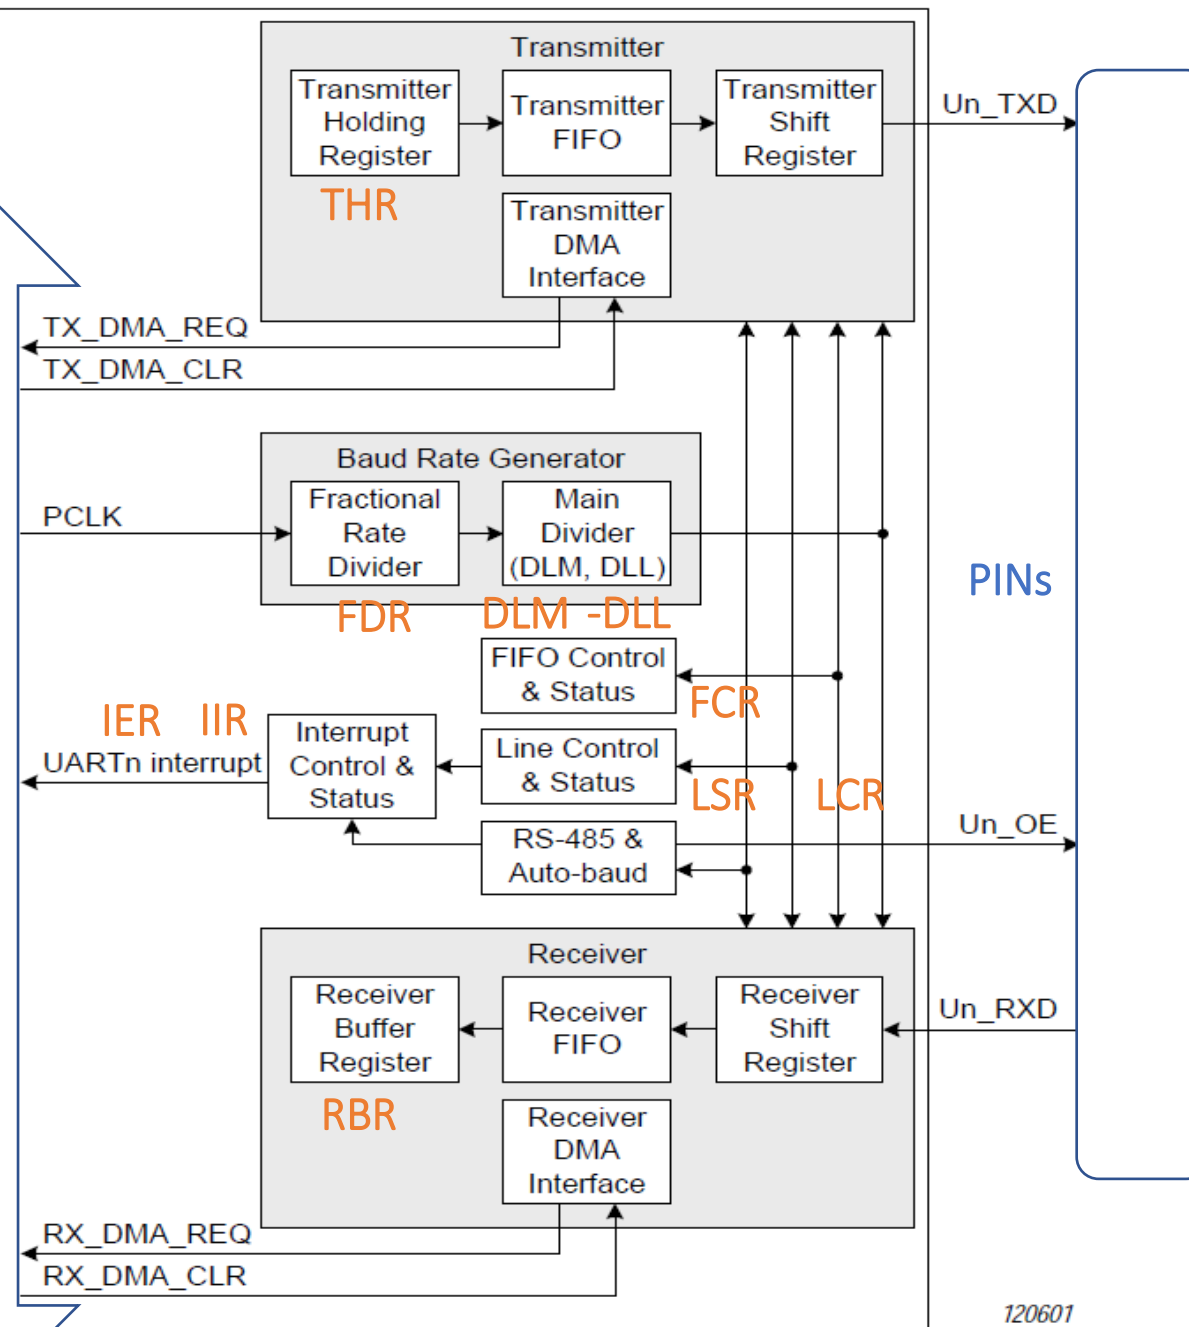 Transmitter
Transmitter
Holding
Register
Transmitter
FIFO
Transmitter
Shift
Register
Un_TXD
THR
Transmitter
DMA
Interface
TX_DMA_REQ
TX_DMA_CLR
Baud Rate Generator
PCLK
Fractional
Rate
Divider
Main
Divider
(DLM, DLL)
PINs
FDR
DLM -DLL
FIFO Control
& Status
FCR
IER IIR
UARTn interrupt
Interrupt
Control &
Status
Line Control
& Status
LSR
LCR
RS-485 &
Auto-baud
Un_OE
Receiver
Receiver
Buffer
Register
Receiver
FIFO
Receiver
Shift
Register
Un_RXD
RBR
Receiver
DMA
Interface
RX_DMA_REQ
RX_DMA_CLR
120601